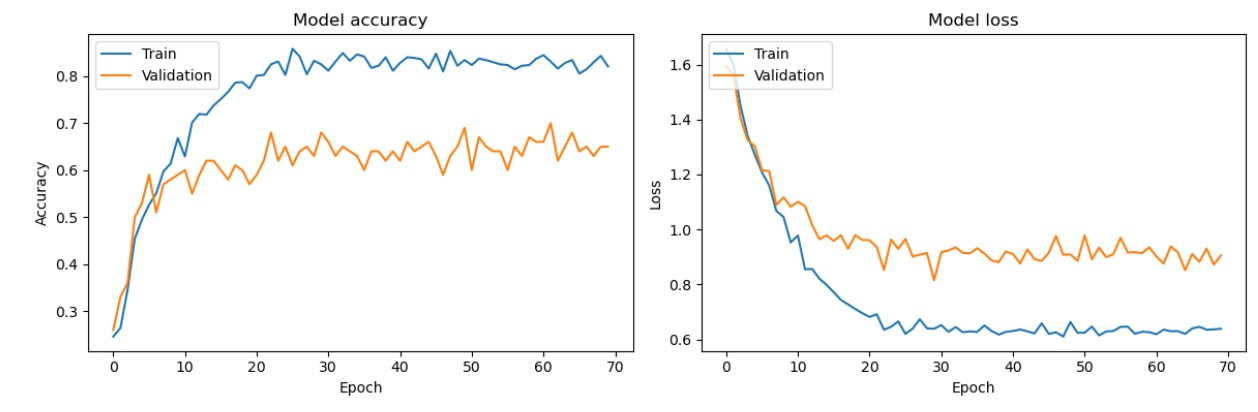 Model accuracy
Train
Validation
Accuracy
0.8
0.7
0.6
0.5
0.4
0.3
0 10 20 30 40 50 60 70
Epoch
Model loss
Train
Validation
Loss
1.6
1.4
1.2
1.0
0.8
0.6
0 10 20 30 40 50 60 70
Epoch